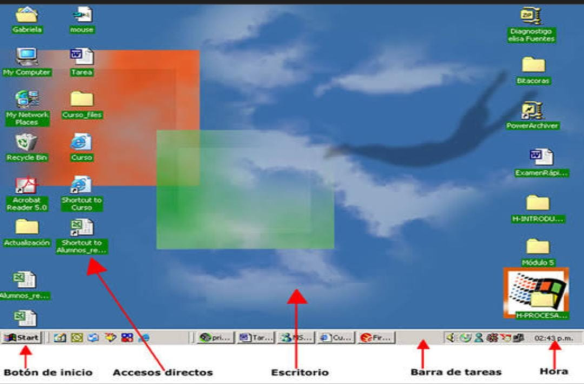 Gabriela
mouse
My Computer
Tarea
My Network
Places
Curso_files
Recycle Bin
Curso
Acrobat
Reader 5.0
Shortcut to
Curso
Actualización
Shortcut to
Alumnos_re...
Alumnos_re...
Diagnostigo
elisa Fuentes
Bitacoras
PowerArchiver
ExamenRápi...
H-INTRODU...
Módulo 5
H-PROCESA...
Start
pri...
Tar...
MS...
Cu...
Fir...
02:43 p.m.
Botón de inicio
Accesos directos
Escritorio
Barra de tareas
Hora